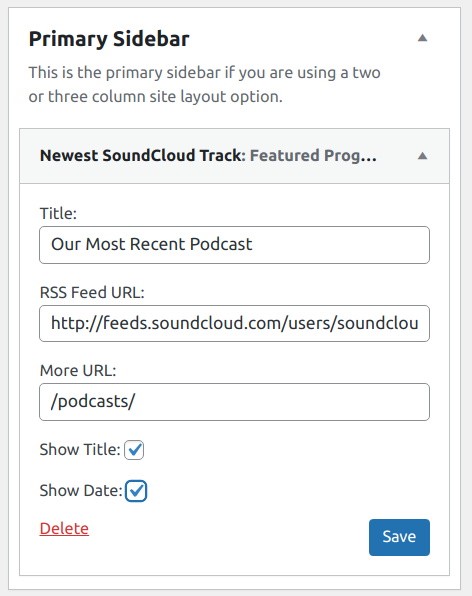 Primary Sidebar
This is the primary sidebar if you are using a two
or three column site layout option.
Newest SoundCloud Track: Featured Prog...
Title:
Our Most Recent Podcast
RSS Feed URL:
http://feeds.soundcloud.com/users/soundclou
More URL:
/podcasts/
Show Title:
Show Date:
Delete
Save